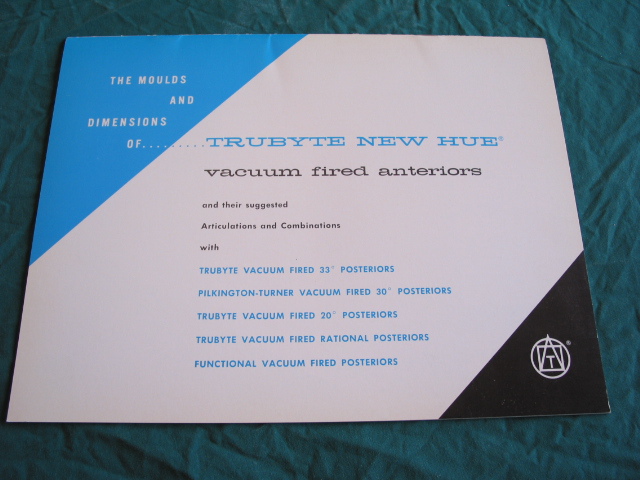 THE MOULDS
AND
DIMENSIONS
OF.........TRUBYTE NEW HUE®
vacuum fired anteriors
and their suggested
Articulations and Combinations
with
TRUBYTE VACUUM FIRED 33° POSTERIORS
PILKINGTON-TURNER VACUUM FIRED 30° POSTERIORS
TRUBYTE VACUUM FIRED 20° POSTERIORS
TRUBYTE VACUUM FIRED RATIONAL POSTERIORS
FUNCTIONAL VACUUM FIRED POSTERIORS
®